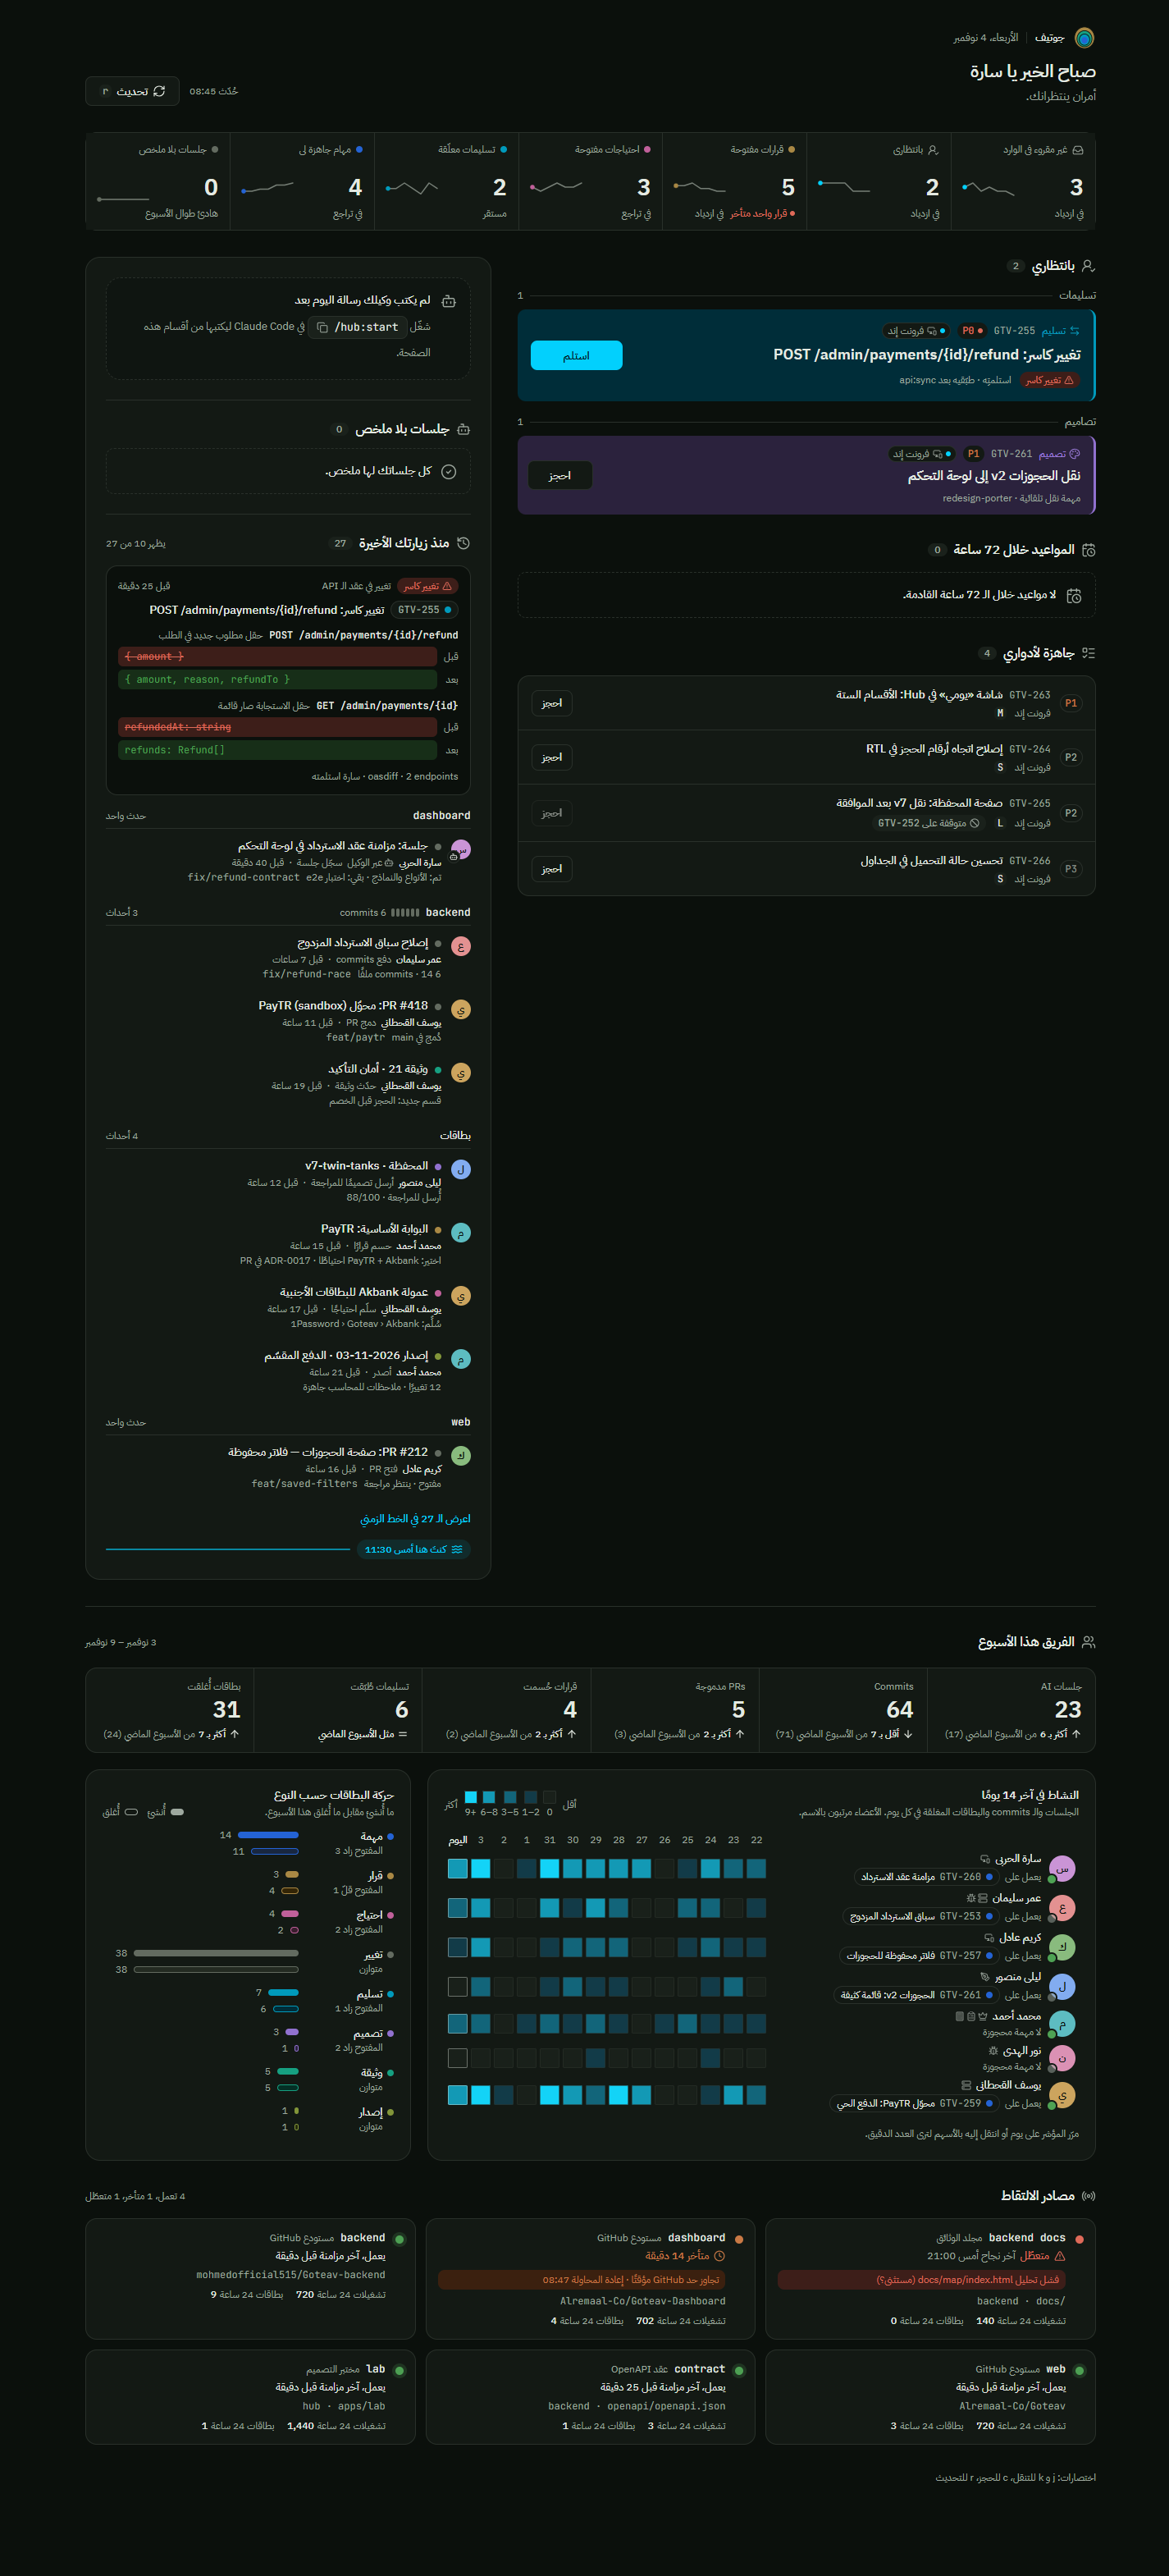 جوتيف | الأربعاء، 4 نوفمبر
صباح الخير يا سارة
أمران ينتظرانك.
حُدّث 08:45
تحديث r
غير مقروء في الوارد
3
في ازدياد
بانتظاري
2
في ازدياد
قرارات مفتوحة
5
قرار واحد متأخر في ازدياد
احتياجات مفتوحة
3
في تراجع
تسليمات معلّقة
2
مستقر
مهام جاهزة لي
4
في تراجع
جلسات بلا ملخص
0
هادئ طوال الأسبوع
بانتظاري 2
تسليمات 1
تسليم GTV-255 P0 فرونت إند
تغيير كاسر: POST /admin/payments/{id}/refund
تغيير كاسر استلمتِه · طبّقيه بعد api:sync
استلم
تصاميم 1
تصميم GTV-261 P1 فرونت إند
نقل الحجوزات v2 إلى لوحة التحكم
مهمة نقل تلقائية · redesign-porter
احجز
المواعيد خلال 72 ساعة 0
لا مواعيد خلال الـ 72 ساعة القادمة.
جاهزة لأدواري 4
P1 GTV-263 شاشة «يومي» في Hub: الأقسام الستة
فرونت إند M
احجز
P2 GTV-264 إصلاح اتجاه أرقام الحجز في RTL
فرونت إند S
احجز
P2 GTV-265 صفحة المحفظة: نقل v7 بعد الموافقة
فرونت إند L متوقفة على GTV-252
احجز
P3 GTV-266 تحسين حالة التحميل في الجداول
فرونت إند S
احجز
لم يكتب وكيلك رسالة اليوم بعد
شغّل /hub:start في Claude Code ليكتبها من أقسام هذه
الصفحة.
جلسات بلا ملخص 0
كل جلساتك لها ملخص.
منذ زيارتك الأخيرة 27
يظهر 10 من 27
تغيير كاسر تغيير في عقد الـ API
قبل 25 دقيقة
GTV-255 تغيير كاسر: POST /admin/payments/{id}/refund
POST /admin/payments/{id}/refund حقل مطلوب جديد في الطلب
قبل { amount }
بعد { amount, reason, refundTo }
GET /admin/payments/{id} حقل الاستجابة صار قائمة
قبل refundedAt: string
بعد refunds: Refund[]
oasdiff · 2 endpoints · سارة استلمته
dashboard حدث واحد
س جلسة: مزامنة عقد الاسترداد في لوحة التحكم
سارة الحربي عبر الوكيل سجّل جلسة · قبل 40 دقيقة
تم: الأنواع والنماذج · بقي: اختبار e2e fix/refund-contract
backend 6 commits 3 أحداث
ع إصلاح سباق الاسترداد المزدوج
عمر سليمان دفع commits · قبل 7 ساعات
6 commits · 14 ملفًا fix/refund-race
ي PR #418: محوّل PayTR (sandbox)
يوسف القحطاني دمج PR · قبل 11 ساعة
دُمج في main feat/paytr
ي وثيقة 21 · أمان التأكيد
يوسف القحطاني حدّث وثيقة · قبل 19 ساعة
قسم جديد: الحجز قبل الخصم
بطاقات 4 أحداث
ل المحفظة · v7-twin-tanks
ليلى منصور أرسل تصميمًا للمراجعة · قبل 12 ساعة
أُرسل للمراجعة · 88/100
م البوابة الأساسية: PayTR
محمد أحمد حسم قرارًا · قبل 15 ساعة
اختير: PayTR + Akbank احتياطًا · ADR-0017 في PR
ي عمولة Akbank للبطاقات الأجنبية
يوسف القحطاني سلّم احتياجًا · قبل 17 ساعة
سُلّم: 1Password › Goteav › Akbank
م إصدار 2026-11-03 · الدفع المقسّم
محمد أحمد أصدر · قبل 21 ساعة
12 تغييرًا · ملاحظات للمحاسب جاهزة
web حدث واحد
ك PR #212: صفحة الحجوزات — فلاتر محفوظة
كريم عادل فتح PR · قبل 16 ساعة
مفتوح · ينتظر مراجعة feat/saved-filters
اعرض الـ 27 في الخط الزمني
كنت هنا أمس 11:30
الفريق هذا الأسبوع
3 نوفمبر – 9 نوفمبر
جلسات AI
23
أكثر بـ 6 من الأسبوع الماضي (17)
Commits
64
أقل بـ 7 من الأسبوع الماضي (71)
PRs مدموجة
5
أكثر بـ 2 من الأسبوع الماضي (3)
قرارات حُسمت
4
أكثر بـ 2 من الأسبوع الماضي (2)
تسليمات طُبّقت
6
مثل الأسبوع الماضي
بطاقات أُغلقت
31
أكثر بـ 7 من الأسبوع الماضي (24)
النشاط في آخر 14 يومًا
الجلسات والـ commits والبطاقات المغلقة في كل يوم. الأعضاء مرتبون بالاسم.
أقل 0 1–2 3–5 6–8 9+ أكثر
22 23 24 25 26 27 28 29 30 31 1 2 3 اليوم
س سارة الحربي
يعمل على GTV-260 مزامنة عقد الاسترداد
ع عمر سليمان
يعمل على GTV-253 سباق الاسترداد المزدوج
ك كريم عادل
يعمل على GTV-257 فلاتر محفوظة للحجوزات
ل ليلى منصور
يعمل على GTV-261 الحجوزات v2: قائمة كثيفة
م محمد أحمد
لا مهمة محجوزة
ن نور الهدى
لا مهمة محجوزة
ي يوسف القحطاني
يعمل على GTV-259 محوّل PayTR: الدفع الحي
مرّر المؤشر على يوم أو انتقل إليه بالأسهم لترى العدد الدقيق.
حركة البطاقات حسب النوع
ما أُنشئ مقابل ما أُغلق هذا الأسبوع.
أُنشئ أُغلق
مهمة 14
المفتوح زاد 3 11
قرار 3
المفتوح قلّ 1 4
احتياج 4
المفتوح زاد 2 2
تغيير 38
متوازن 38
تسليم 7
المفتوح زاد 1 6
تصميم 3
المفتوح زاد 2 1
وثيقة 5
متوازن 5
إصدار 1
متوازن 1
مصادر الالتقاط
4 تعمل، 1 متأخر، 1 متعطّل
backend docs مجلد الوثائق
متعطّل آخر نجاح أمس 21:00
فشل تحليل docs/map/index.html (مستثنى؟)
backend · docs/
تشغيلات 24 ساعة 140 بطاقات 24 ساعة 0
dashboard مستودع GitHub
متأخر 14 دقيقة
تجاوز حد GitHub مؤقتًا · إعادة المحاولة 08:47
Alremaal-Co/Goteav-Dashboard
تشغيلات 24 ساعة 702 بطاقات 24 ساعة 4
backend مستودع GitHub
يعمل، آخر مزامنة قبل دقيقة
mohmedofficial515/Goteav-backend
تشغيلات 24 ساعة 720 بطاقات 24 ساعة 9
web مستودع GitHub
يعمل، آخر مزامنة قبل دقيقة
Alremaal-Co/Goteav
تشغيلات 24 ساعة 720 بطاقات 24 ساعة 3
contract عقد OpenAPI
يعمل، آخر مزامنة قبل 25 دقيقة
backend · openapi/openapi.json
تشغيلات 24 ساعة 3 بطاقات 24 ساعة 1
lab مختبر التصميم
يعمل، آخر مزامنة قبل دقيقة
hub · apps/lab
تشغيلات 24 ساعة 1,440 بطاقات 24 ساعة 1
اختصارات: j و k للتنقل، c للحجز، r للتحديث